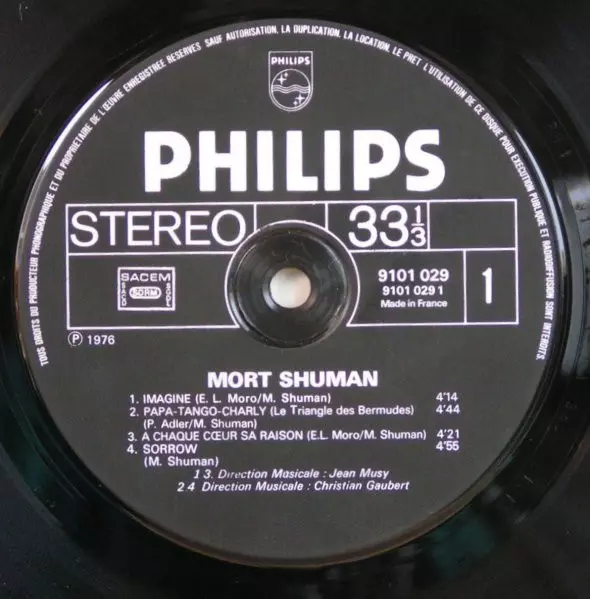 TOUS DROITS DU PRODUCTEUR PHONOGRAPHIQUE ET DU PROPRIETAIRE DE L'ŒUVRE ENREGISTREE RESERVES SAUF AUTORISATION. LA DUPLICATION, LA LOCATION, LE PRET, L'UTILISATION DE CE DISQUE POUR EXECUTION PUBLIQUE ET RADIODIFFUSION SONT INTERDITS.
PHILIPS
PHILIPS
STEREO 33 1/3
SACEM
SDRM
9101 029
9101 029 1
Made in France
1
Ⓟ 1976
MORT SHUMAN
1. IMAGINE (E. L. Moro/M. Shuman) 4'14
2. PAPA-TANGO-CHARLY (Le Triangle des Bermudes) 4'44
(P. Adler/M. Shuman)
3. A CHAQUE CŒUR SA RAISON (E.L. Moro/M. Shuman) 4'21
4. SORROW 4'55
(M. Shuman)
1 3. Direction Musicale : Jean Musy
2 4 Direction Musicale : Christian Gaubert